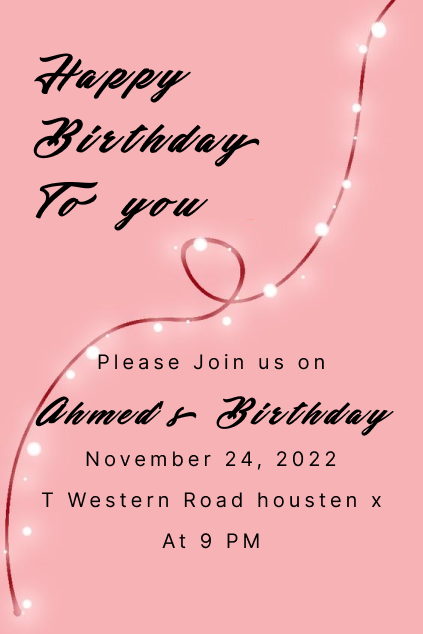 Happy
Birthday
To you
Please Join us on
Ahmed's Birthday
November 24, 2022
T Western Road housten x
At 9 PM